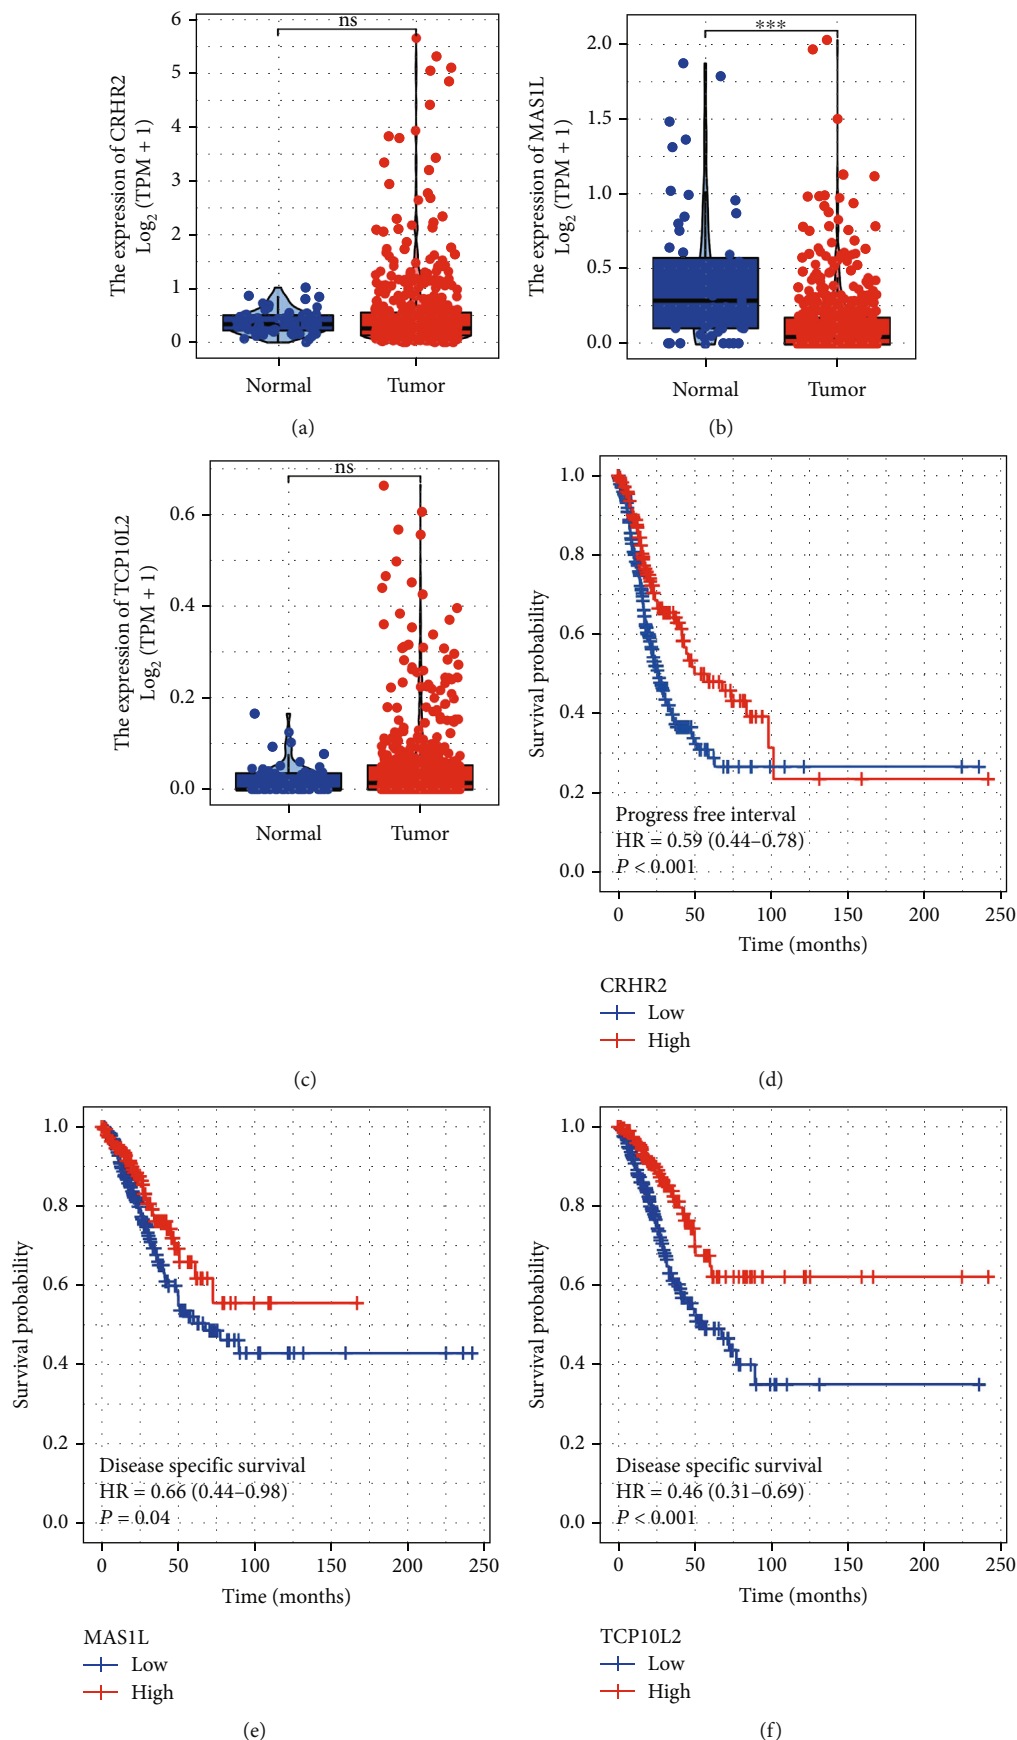 The expression of CRHR2
Log2 (TPM + 1)
6
5
4
3
2
1
0
ns
Normal
Tumor
(a)
The expression of MAS1L
Log2 (TPM + 1)
2.0
1.5
1.0
0.5
0.0
***
Normal
Tumor
(b)
The expression of TCP10L2
Log2 (TPM + 1)
0.6
0.4
0.2
0.0
ns
Normal
Tumor
(c)
Survival probability
1.0
0.8
0.6
0.4
0.2
0.0
Progress free interval
HR = 0.59 (0.44–0.78)
P < 0.001
0 50 100 150 200 250
Time (months)
CRHR2
Low
High
(d)
Survival probability
1.0
0.8
0.6
0.4
0.2
0.0
Disease specific survival
HR = 0.66 (0.44–0.98)
P = 0.04
0 50 100 150 200 250
Time (months)
MAS1L
Low
High
(e)
Survival probability
1.0
0.8
0.6
0.4
0.2
0.0
Disease specific survival
HR = 0.46 (0.31–0.69)
P < 0.001
0 50 100 150 200 250
Time (months)
TCP10L2
Low
High
(f)